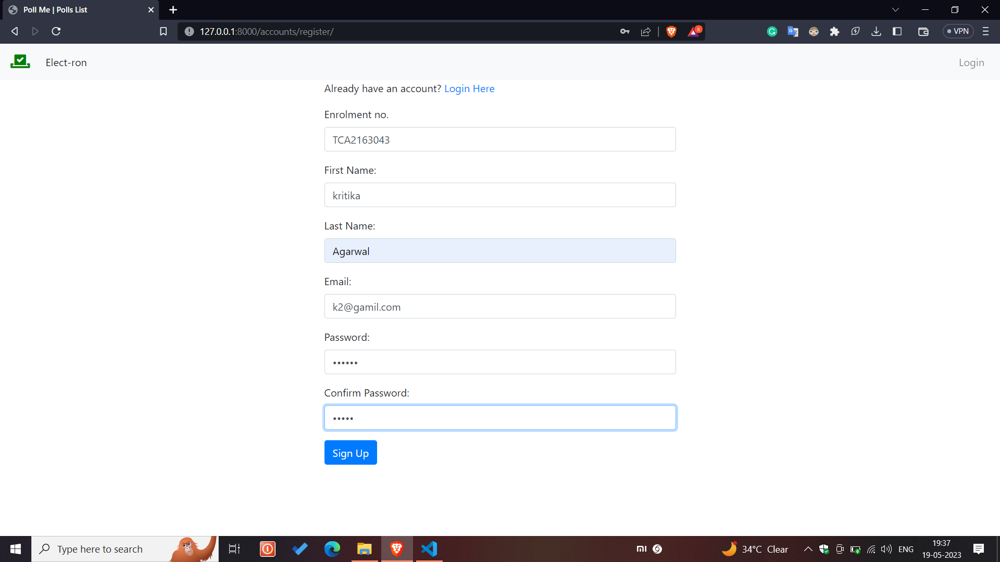 Poll Me | Polls List
127.0.0.1:8000/accounts/register/
8
VPN
Elect-ron
Login
Already have an account? Login Here
Enrolment no.
TCA2163043
First Name:
kritika
Last Name:
Agarwal
Email:
k2@gamil.com
Password:
••••••
Confirm Password:
•••••
Sign Up
Type here to search
34°C Clear
ENG
19:37
19-05-2023